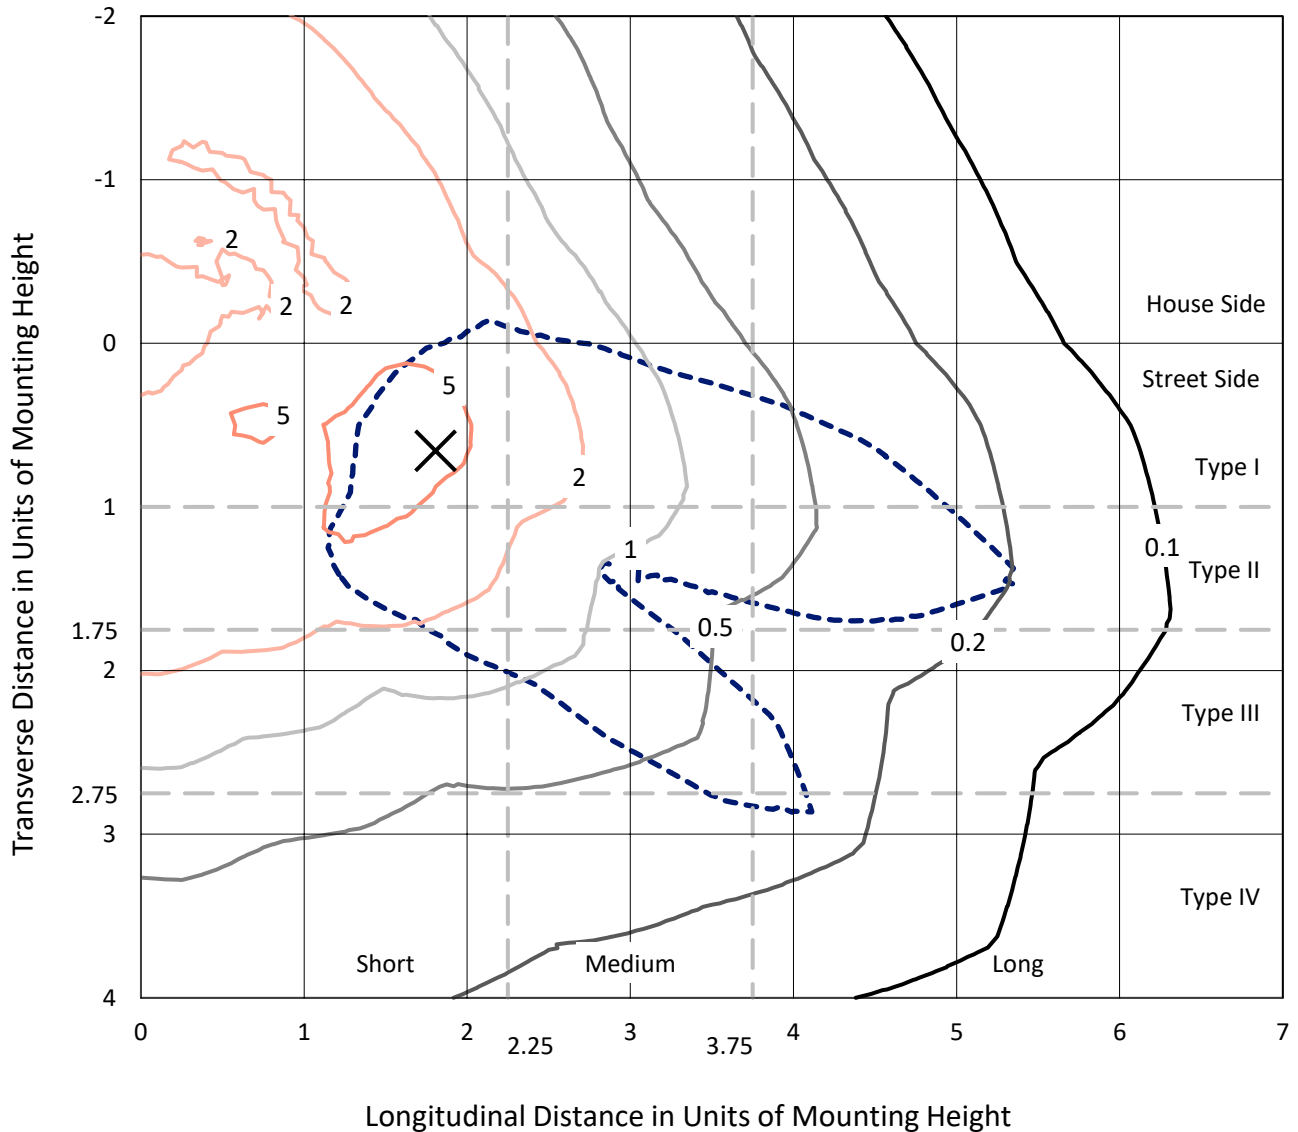 -2
-1
2
2
2
House Side
0
Street Side
5
5
Type I
2
1
1
0.1
Type II
1.75
0.5
0.2
2
Type III
2.75
3
Type IV
Short
Medium
Long
4
0
1
2
2.25
3
3.75
4
5
6
7
Transverse Distance in Units of Mounting Height
Longitudinal Distance in Units of Mounting Height